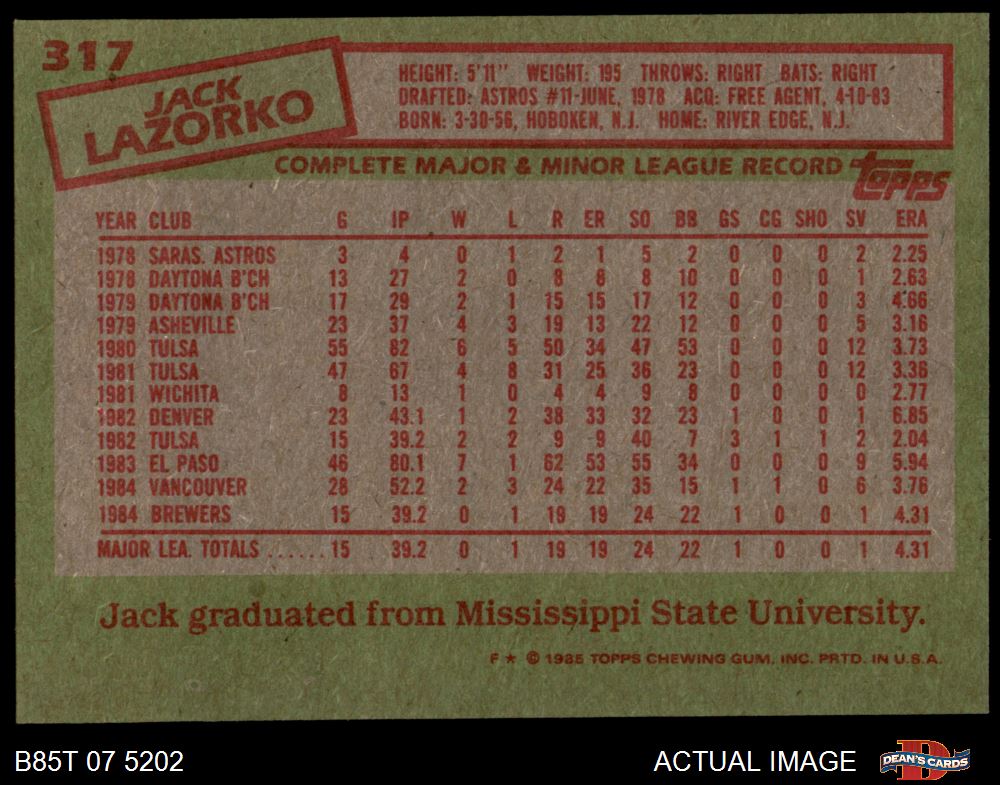 317
JACK
LAZORKO
HEIGHT: 5'11" WEIGHT: 195 THROWS: RIGHT BATS: RIGHT
DRAFTED: ASTROS #11-JUNE, 1978 ACQ: FREE AGENT, 4-10-83
BORN: 3-30-56, HOBOKEN, N.J. HOME: RIVER EDGE, N.J.
COMPLETE MAJOR & MINOR LEAGUE RECORD topps
YEAR CLUB G IP W L R ER SO BB GS CG SHO SV ERA
1978 SARAS. ASTROS 3 4 0 1 2 1 5 2 0 0 0 2 2.25
1978 DAYTONA B'CH 13 27 2 0 8 8 8 10 0 0 0 1 2.63
1979 DAYTONA B'CH 17 29 2 1 15 15 17 12 0 0 0 3 4.66
1979 ASHEVILLE 23 37 4 3 19 13 22 12 0 0 0 5 3.16
1980 TULSA 55 82 6 5 50 34 47 53 0 0 0 12 3.73
1981 TULSA 47 67 4 8 31 25 36 23 0 0 0 12 3.36
1981 WICHITA 8 13 1 0 4 4 9 8 0 0 0 0 2.77
1982 DENVER 23 43.1 1 2 38 33 32 23 1 0 0 1 6.85
1982 TULSA 15 39.2 2 2 9 9 40 7 3 1 1 2 2.04
1983 EL PASO 46 80.1 7 1 62 53 55 34 0 0 0 9 5.94
1984 VANCOUVER 28 52.2 2 3 24 22 35 15 1 1 0 6 3.76
1984 BREWERS 15 39.2 0 1 19 19 24 22 1 0 0 1 4.31
MAJOR LEA. TOTALS ...... 15 39.2 0 1 19 19 24 22 1 0 0 1 4.31
Jack graduated from Mississippi State University.
F ★ © 1985 TOPPS CHEWING GUM, INC. PRTD. IN U.S.A.
B85T 07 5202 ACTUAL IMAGE D DEAN'S CARDS